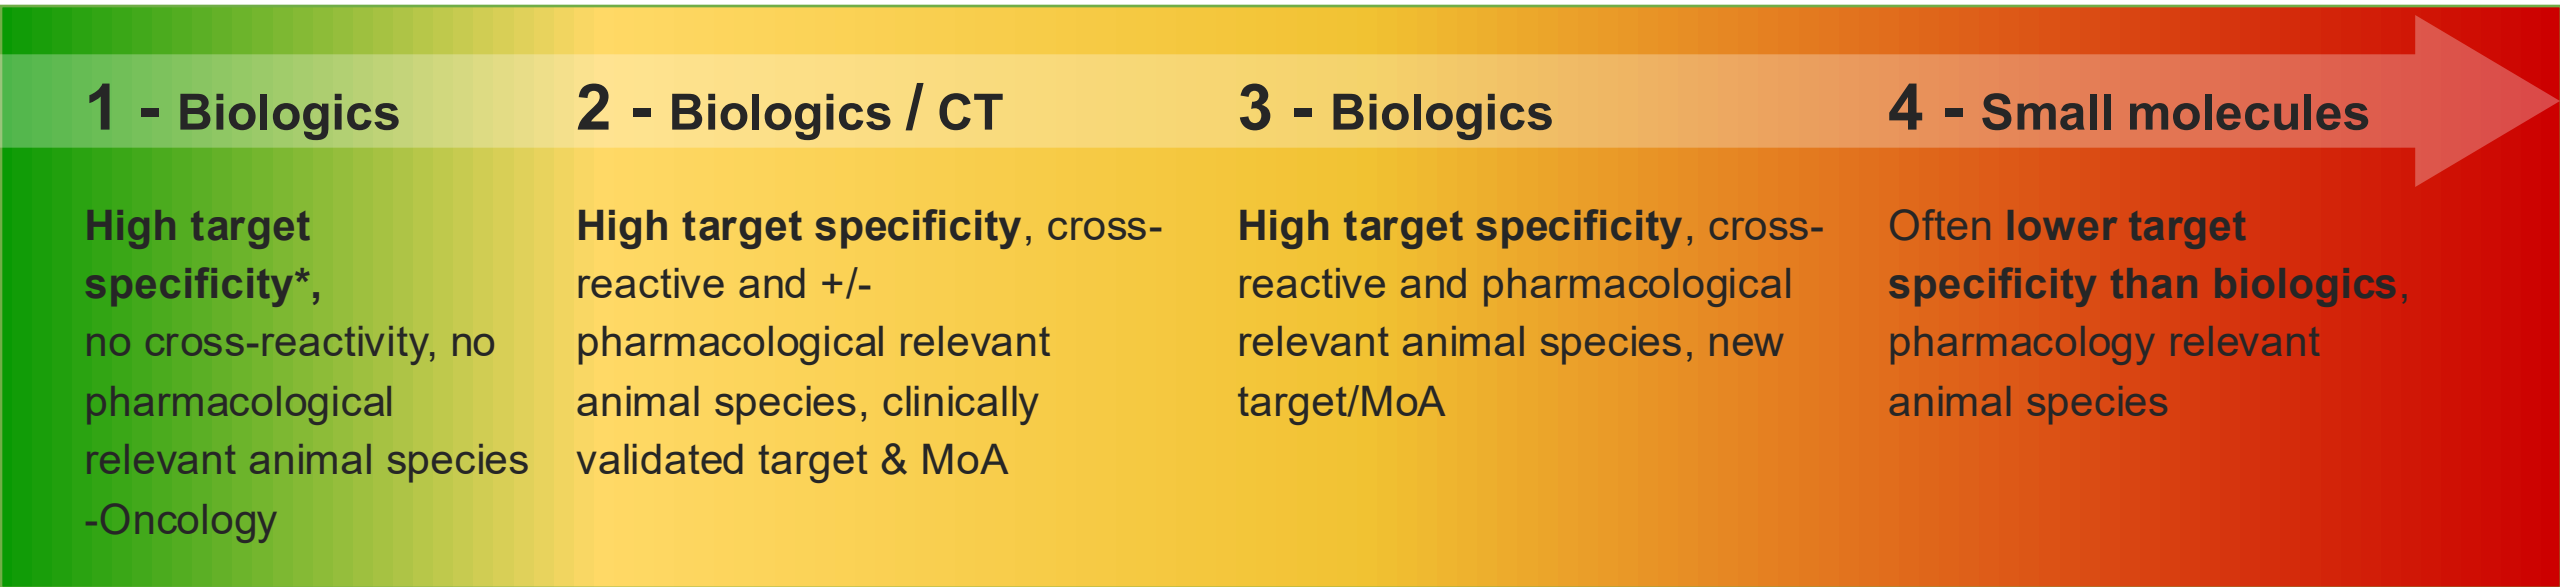 1 - Biologics
High target
specificity*,
no cross-reactivity, no
pharmacological
relevant animal species
-Oncology
2 - Biologics / CT
High target specificity, cross-
reactive and +/-
pharmacological relevant
animal species, clinically
validated target & MoA
3 - Biologics
High target specificity, cross-
reactive and pharmacological
relevant animal species, new
target/MoA
4 - Small molecules
Often lower target
specificity than biologics,
pharmacology relevant
animal species